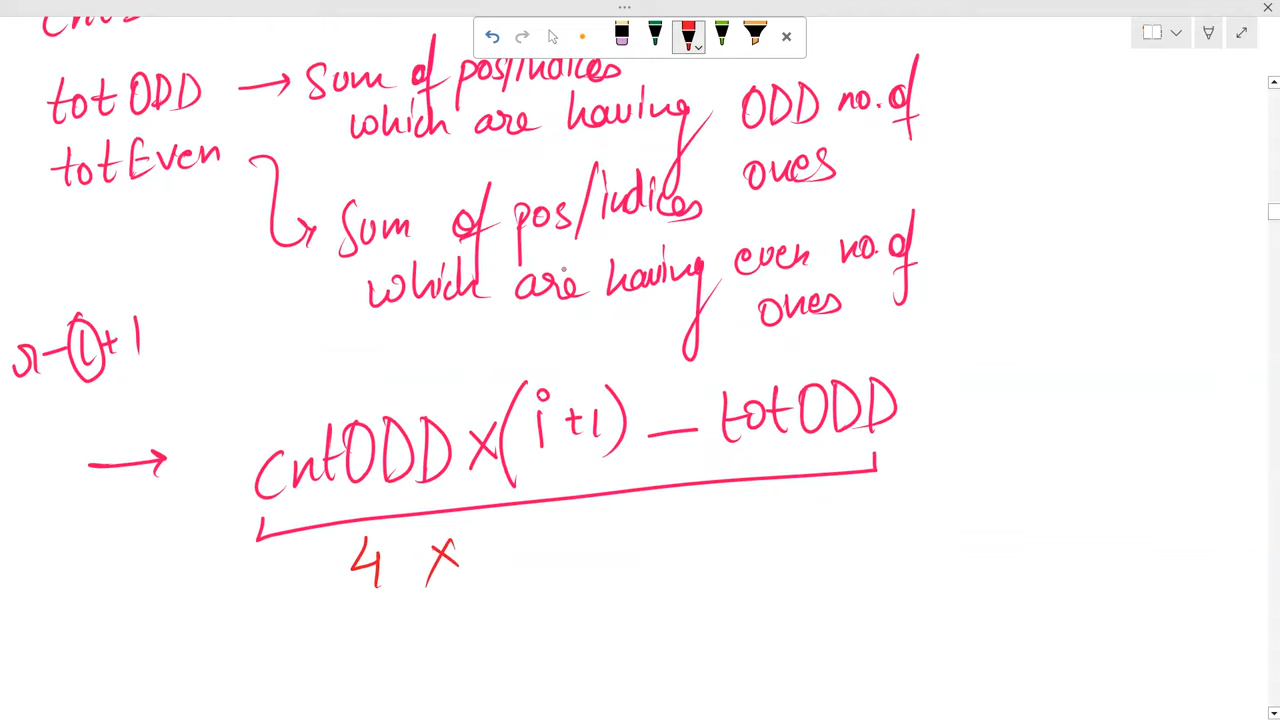 totODD → Sum of pos/indices
which are having ODD no. of
ones
totEven
Sum of pos/indices
which are having even no. of
ones
r-l+1
→ cntODD × (i+1) - totODD
4 ×